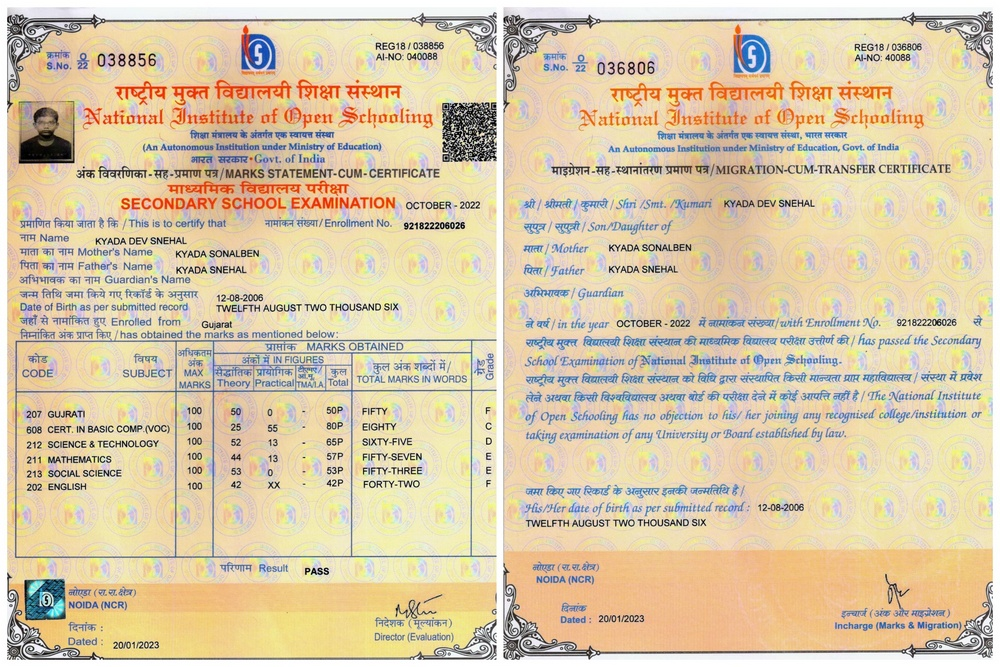 क्रमांक
S.No.
O
22
038856
REG18 / 038856
AI-NO: 040088
राष्ट्रीय मुक्त विद्यालयी शिक्षा संस्थान
National Institute of Open Schooling
शिक्षा मंत्रालय के अंतर्गत एक स्वायत्त संस्था
(An Autonomous Institution under Ministry of Education)
भारत सरकार • Govt. of India
अंक विवरणिका-सह-प्रमाण पत्र/MARKS STATEMENT-CUM-CERTIFICATE
माध्यमिक विद्यालय परीक्षा
SECONDARY SCHOOL EXAMINATION OCTOBER - 2022
प्रमाणित किया जाता है कि / This is to certify that नामांकन संख्या/Enrollment No. 921822206026
नाम Name KYADA DEV SNEHAL
माता का नाम Mother's Name KYADA SONALBEN
पिता का नाम Father's Name KYADA SNEHAL
अभिभावक का नाम Guardian's Name
जन्म तिथि जमा किये गए रिकॉर्ड के अनुसार 12-08-2006
Date of Birth as per submitted record TWELFTH AUGUST TWO THOUSAND SIX
जहाँ से नामांकित हुए Enrolled from Gujarat
निम्नांकित अंक प्राप्त किए / has obtained the marks as mentioned below:
कोड CODE
विषय SUBJECT
अधिकतम अंक MAX MARKS
प्राप्तांक MARKS OBTAINED
अंकों में IN FIGURES
सैद्धांतिक Theory
प्रायोगिक Practical
टीएमए/आ.मू. TMA/I.A.
कुल Total
कुल अंक शब्दों में / TOTAL MARKS IN WORDS
ग्रेड Grade
207 GUJRATI 100 50 0 - 50P FIFTY F
608 CERT. IN BASIC COMP.(VOC) 100 25 55 - 80P EIGHTY C
212 SCIENCE & TECHNOLOGY 100 52 13 - 65P SIXTY-FIVE D
211 MATHEMATICS 100 44 13 - 57P FIFTY-SEVEN E
213 SOCIAL SCIENCE 100 53 0 - 53P FIFTY-THREE E
202 ENGLISH 100 42 XX - 42P FORTY-TWO F
परिणाम Result PASS
नोएडा (रा.रा.क्षेत्र)
NOIDA (NCR)
दिनांक :
Dated : 20/01/2023
निदेशक (मूल्यांकन)
Director (Evaluation)
क्रमांक
S.No.
O
22
036806
REG18 / 036806
AI-NO: 40088
राष्ट्रीय मुक्त विद्यालयी शिक्षा संस्थान
National Institute of Open Schooling
शिक्षा मंत्रालय के अंतर्गत एक स्वायत्त संस्था, भारत सरकार
(An Autonomous Institution under Ministry of Education, Govt. of India)
माइग्रेशन-सह-स्थानांतरण प्रमाण पत्र/MIGRATION-CUM-TRANSFER CERTIFICATE
श्री / श्रीमती / कुमारी / Shri /Smt. /Kumari KYADA DEV SNEHAL
सुपुत्र / सुपुत्री / Son/Daughter of
माता / Mother KYADA SONALBEN
पिता / Father KYADA SNEHAL
अभिभावक / Guardian
ने वर्ष / in the year OCTOBER - 2022 में नामांकन संख्या/with Enrollment No. 921822206026 से
राष्ट्रीय मुक्त विद्यालयी शिक्षा संस्थान की माध्यमिक विद्यालय परीक्षा उत्तीर्ण की / has passed the Secondary
School Examination of National Institute of Open Schooling.
राष्ट्रीय मुक्त विद्यालयी शिक्षा संस्थान को विधि द्वारा संस्थापित किसी मान्यता प्राप्त महाविद्यालय / संस्था में प्रवेश
लेने अथवा किसी विश्वविद्यालय अथवा बोर्ड की परीक्षा देने में कोई आपत्ति नहीं है / The National Institute
of Open Schooling has no objection to his/ her joining any recognised college/institution or
taking examination of any University or Board established by law.
जमा किए गए रिकार्ड के अनुसार इनकी जन्मतिथि है /
His/Her date of birth as per submitted record : 12-08-2006
TWELFTH AUGUST TWO THOUSAND SIX
नोएडा (रा.रा.क्षेत्र)
NOIDA (NCR)
दिनांक
Dated : 20/01/2023
इन्चार्ज (अंक और माइग्रेशन)
Incharge (Marks & Migration)